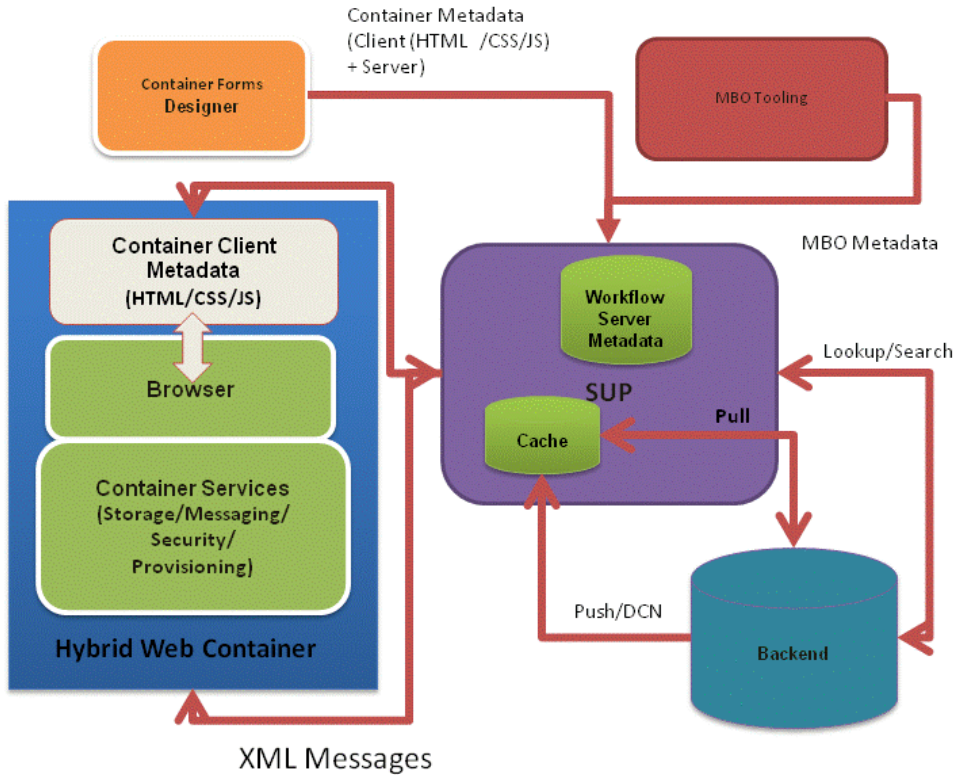 Container Metadata
(Client (HTML /CSS/JS)
+ Server)
Container Forms
Designer
MBO Tooling
MBO Metadata
Container Client
Metadata
(HTML/CSS/JS)
Browser
Container Services
(Storage/Messaging/
Security/
Provisioning)
Hybrid Web Container
Workflow
Server
Metadata
SUP
Cache
Pull
Lookup/Search
Push/DCN
Backend
XML Messages